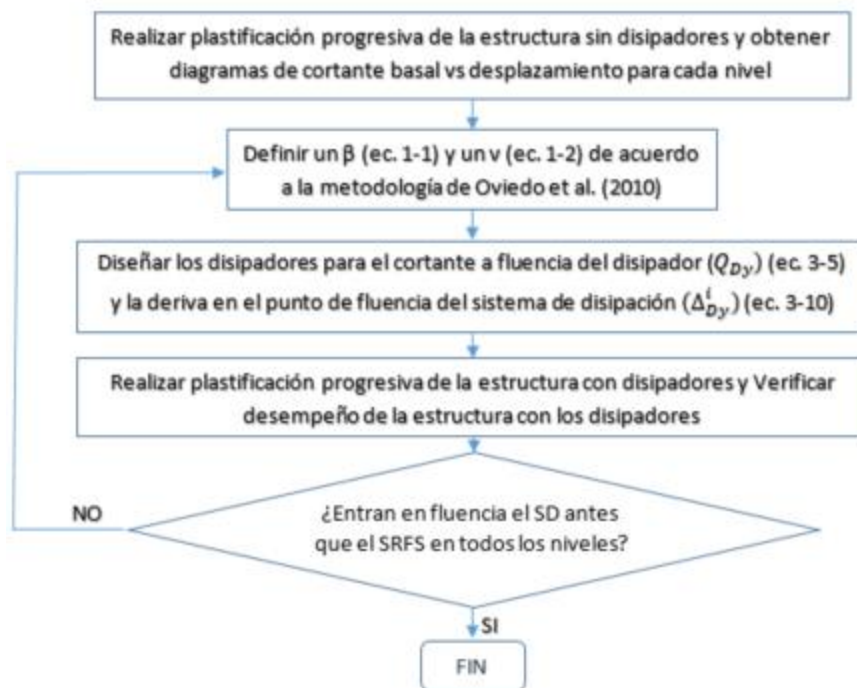 Realizar plastificación progresiva de la estructura sin disipadores y obtener
diagramas de cortante basal vs desplazamiento para cada nivel
Definir un β (ec. 1-1) y un ν (ec. 1-2) de acuerdo
a la metodología de Oviedo et al. (2010)
Diseñar los disipadores para el cortante a fluencia del disipador (Q_{Dy}) (ec. 3-5)
y la deriva en el punto de fluencia del sistema de disipación (Δ^{i}_{Dy}) (ec. 3-10)
Realizar plastificación progresiva de la estructura con disipadores y Verificar
desempeño de la estructura con los disipadores
¿Entran en fluencia el SD antes
que el SRFS en todos los niveles?
NO
SI
FIN